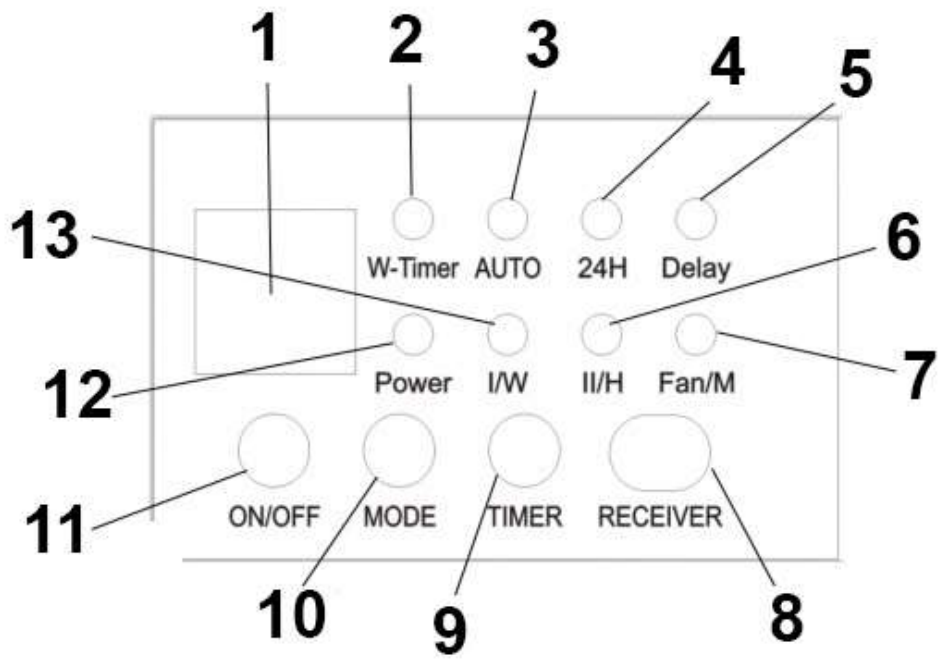 1 2 3 4 5
W-Timer AUTO 24H Delay
13 6
Power I/W II/H Fan/M
12 7
ON/OFF MODE TIMER RECEIVER
11 10 9 8